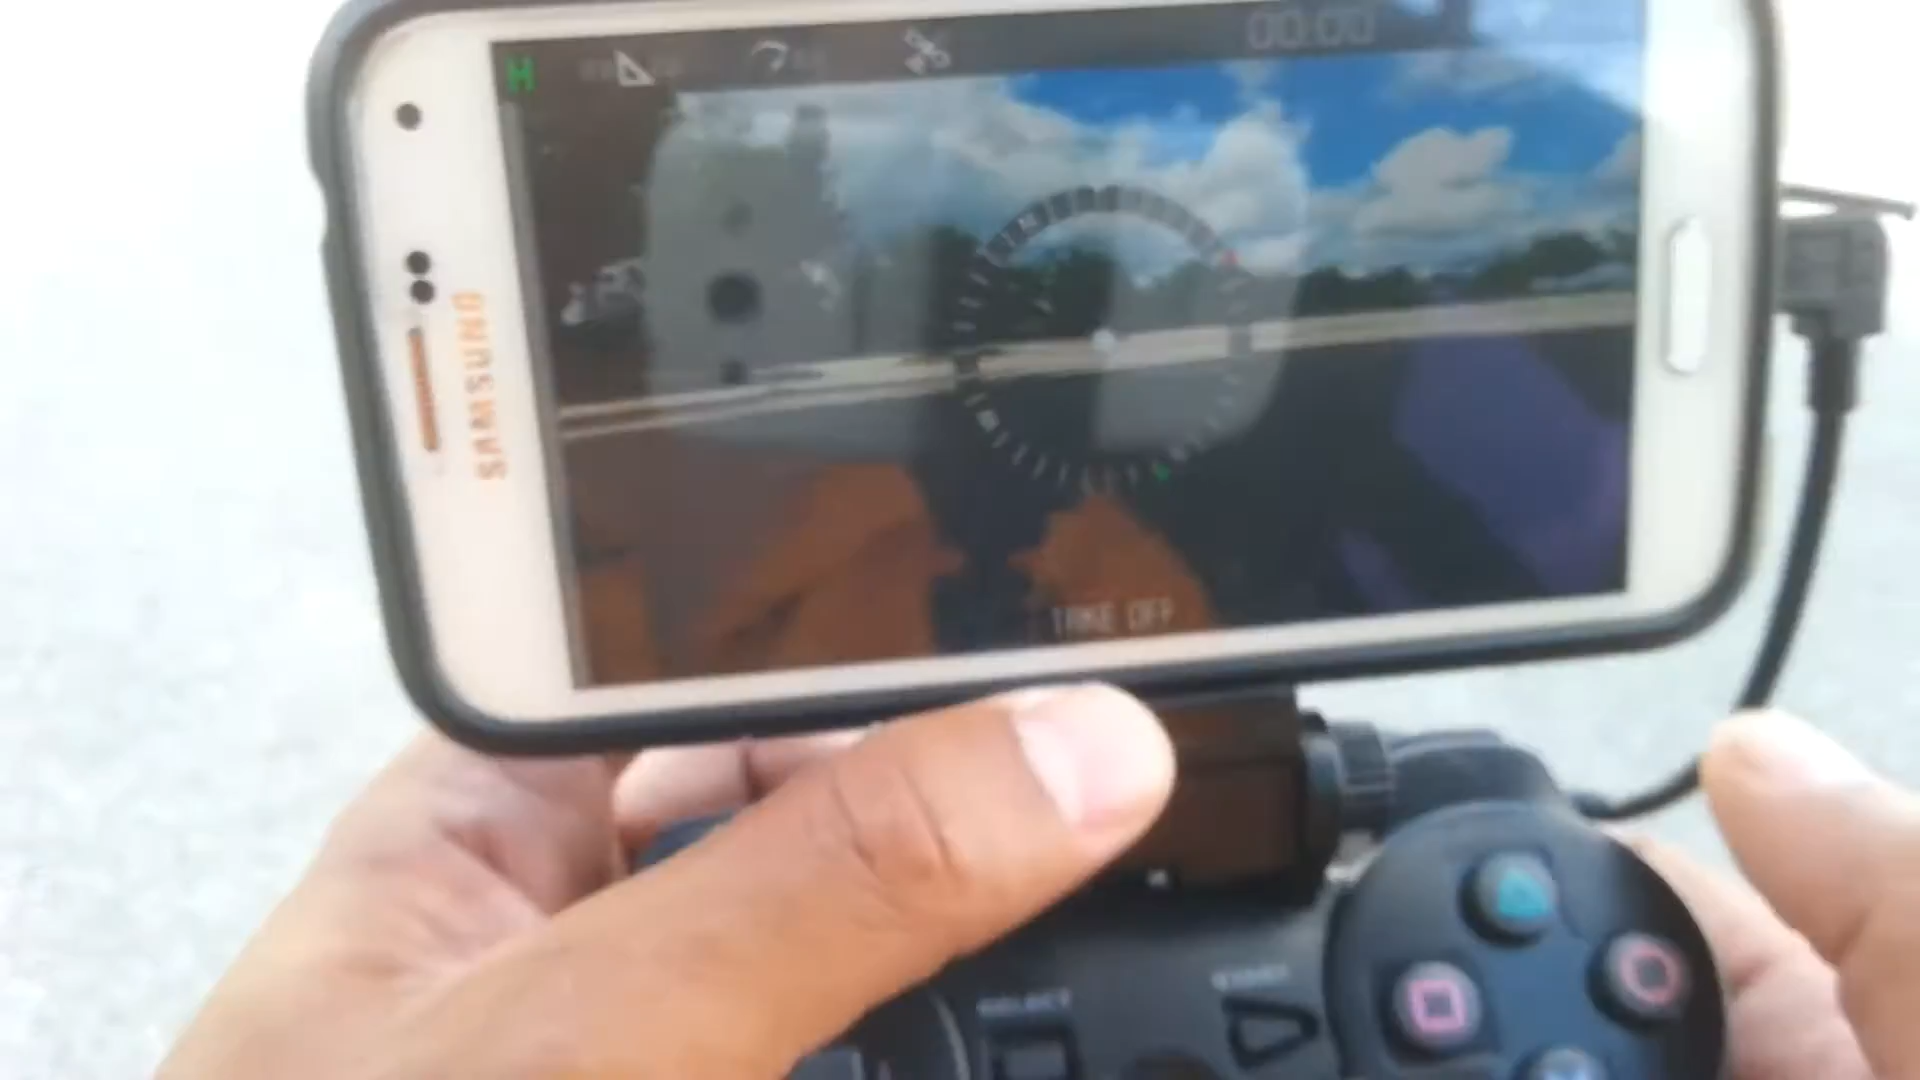 H
00:00
SAMSUNG
TAKE OFF
SELECT
START